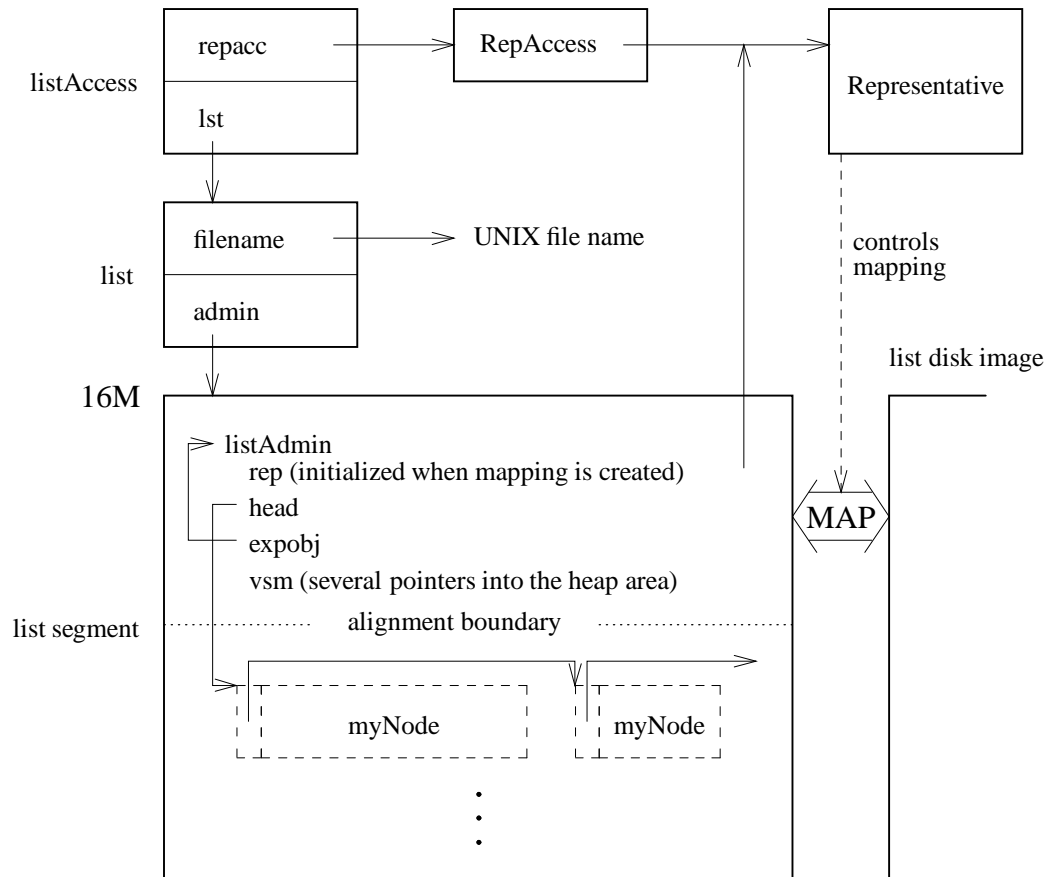 repacc
RepAccess
Representative
listAccess
lst
filename
UNIX file name
controls
mapping
list
admin
list disk image
16M
listAdmin
rep (initialized when mapping is created)
head
MAP
expobj
vsm (several pointers into the heap area)
list segment
alignment boundary
myNode
myNode